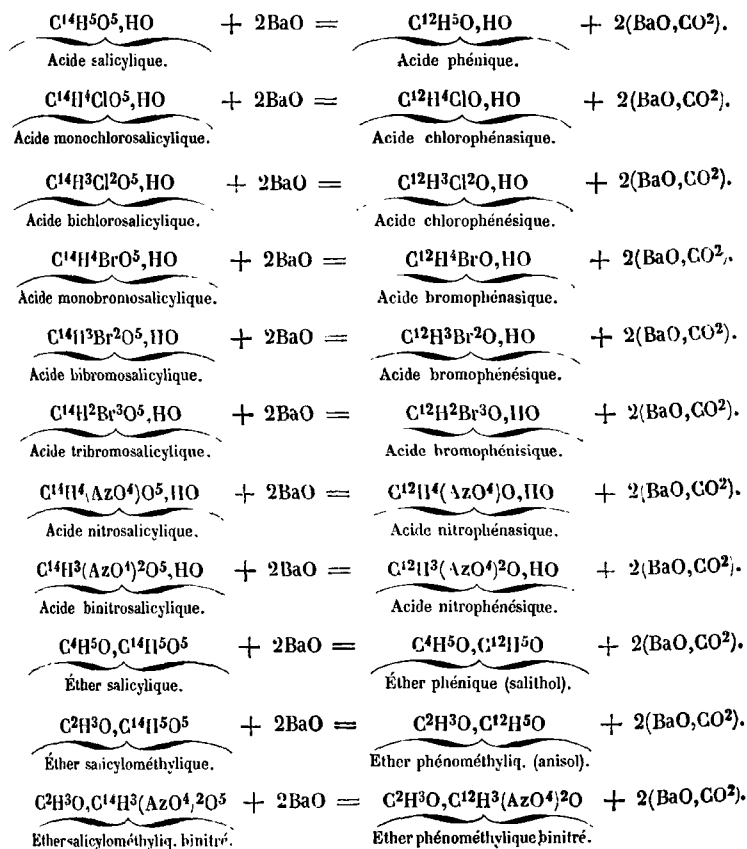 C¹⁴H⁵O⁵,HO + 2BaO = C¹²H⁵O,HO + 2(BaO,CO²).
Acide salicylique. Acide phénique.
C¹⁴H⁴ClO⁵,HO + 2BaO = C¹²H⁴ClO,HO + 2(BaO,CO²).
Acide monochlorosalicylique. Acide chlorophénasique.
C¹⁴H³Cl²O⁵,HO + 2BaO = C¹²H³Cl²O,HO + 2(BaO,CO²).
Acide bichlorosalicylique. Acide chlorophénésique.
C¹⁴H⁴BrO⁵,HO + 2BaO = C¹²H⁴BrO,HO + 2(BaO,CO²).
Acide monobromosalicylique. Acide bromophénasique.
C¹⁴H³Br²O⁵,HO + 2BaO = C¹²H³Br²O,HO + 2(BaO,CO²).
Acide bibromosalicylique. Acide bromophénésique.
C¹⁴H²Br³O⁵,HO + 2BaO = C¹²H²Br³O,HO + 2(BaO,CO²).
Acide tribromosalicylique. Acide bromophénisique.
C¹⁴H⁴(AzO⁴)O⁵,HO + 2BaO = C¹²H⁴(AzO⁴)O,HO + 2(BaO,CO²).
Acide nitrosalicylique. Acide nitrophénasique.
C¹⁴H³(AzO⁴)²O⁵,HO + 2BaO = C¹²H³(AzO⁴)²O,HO + 2(BaO,CO²).
Acide binitrosalicylique. Acide nitrophénésique.
C⁴H⁵O,C¹⁴H⁵O⁵ + 2BaO = C⁴H⁵O,C¹²H⁵O + 2(BaO,CO²).
Éther salicylique. Éther phénique (salithol).
C²H³O,C¹⁴H⁵O⁵ + 2BaO = C²H³O,C¹²H⁵O + 2(BaO,CO²).
Éther salicylométhylique. Ether phénométhyliq. (anisol).
C²H³O,C¹⁴H³(AzO⁴)²O⁵ + 2BaO = C²H³O,C¹²H³(AzO⁴)²O + 2(BaO,CO²).
Ether salicylométhyliq. binitré. Ether phénométhylique binitré.